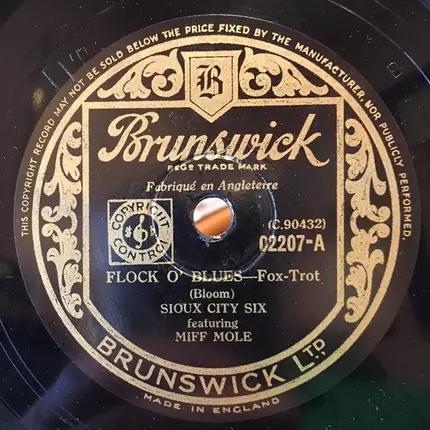 THIS COPYRIGHT RECORD MAY NOT BE SOLD BELOW THE PRICE FIXED BY THE MANUFACTURER, NOR PUBLICLY PERFORMED.
B
Brunswick
REGD TRADE MARK
Fabriqué en Angleterre
COPYRIGHT CONTROL
(C.90432)
02207-A
FLOCK O' BLUES—Fox-Trot
(Bloom)
SIOUX CITY SIX
featuring
MIFF MOLE
BRUNSWICK LTD.
MADE IN ENGLAND